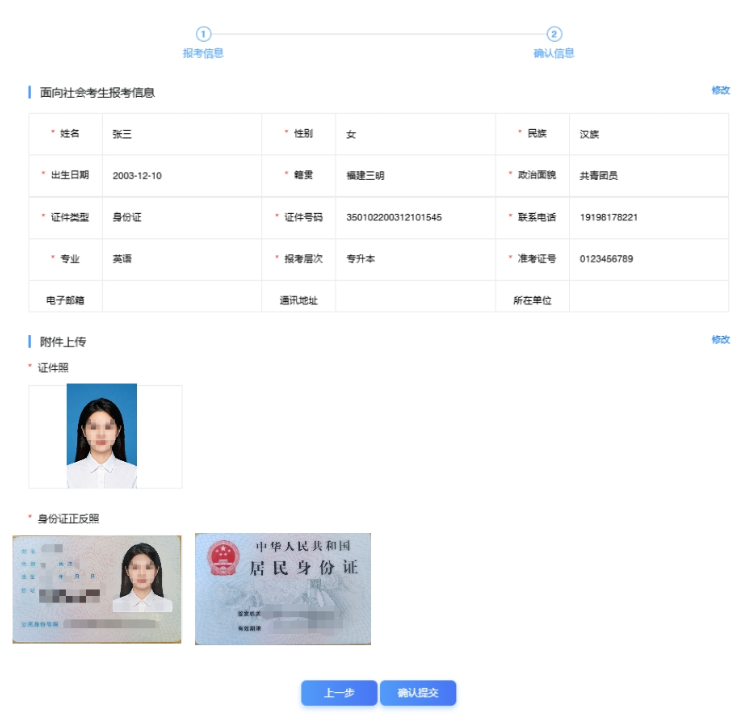 1 2
报考信息 确认信息
面向社会考生报考信息 修改
* 姓名 张三 * 性别 女 * 民族 汉族
* 出生日期 2003-12-10 * 籍贯 福建三明 * 政治面貌 共青团员
* 证件类型 身份证 * 证件号码 350102200312101545 * 联系电话 19198178221
* 专业 英语 * 报考层次 专升本 * 准考证号 0123456789
电子邮箱 通讯地址 所在单位
附件上传 修改
* 证件照
* 身份证正反照
中华人民共和国
居民身份证
签发机关
有效期限
公民身份号码
上一步 确认提交